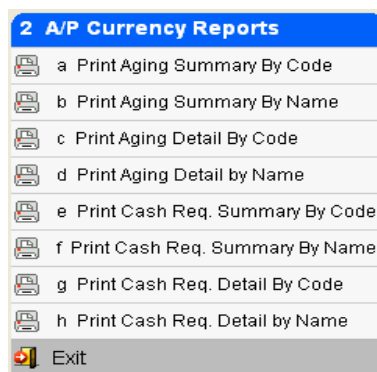 2 A/P Currency Reports
a Print Aging Summary By Code
b Print Aging Summary By Name
c Print Aging Detail By Code
d Print Aging Detail by Name
e Print Cash Req. Summary By Code
f Print Cash Req. Summary By Name
g Print Cash Req. Detail By Code
h Print Cash Req. Detail by Name
Exit